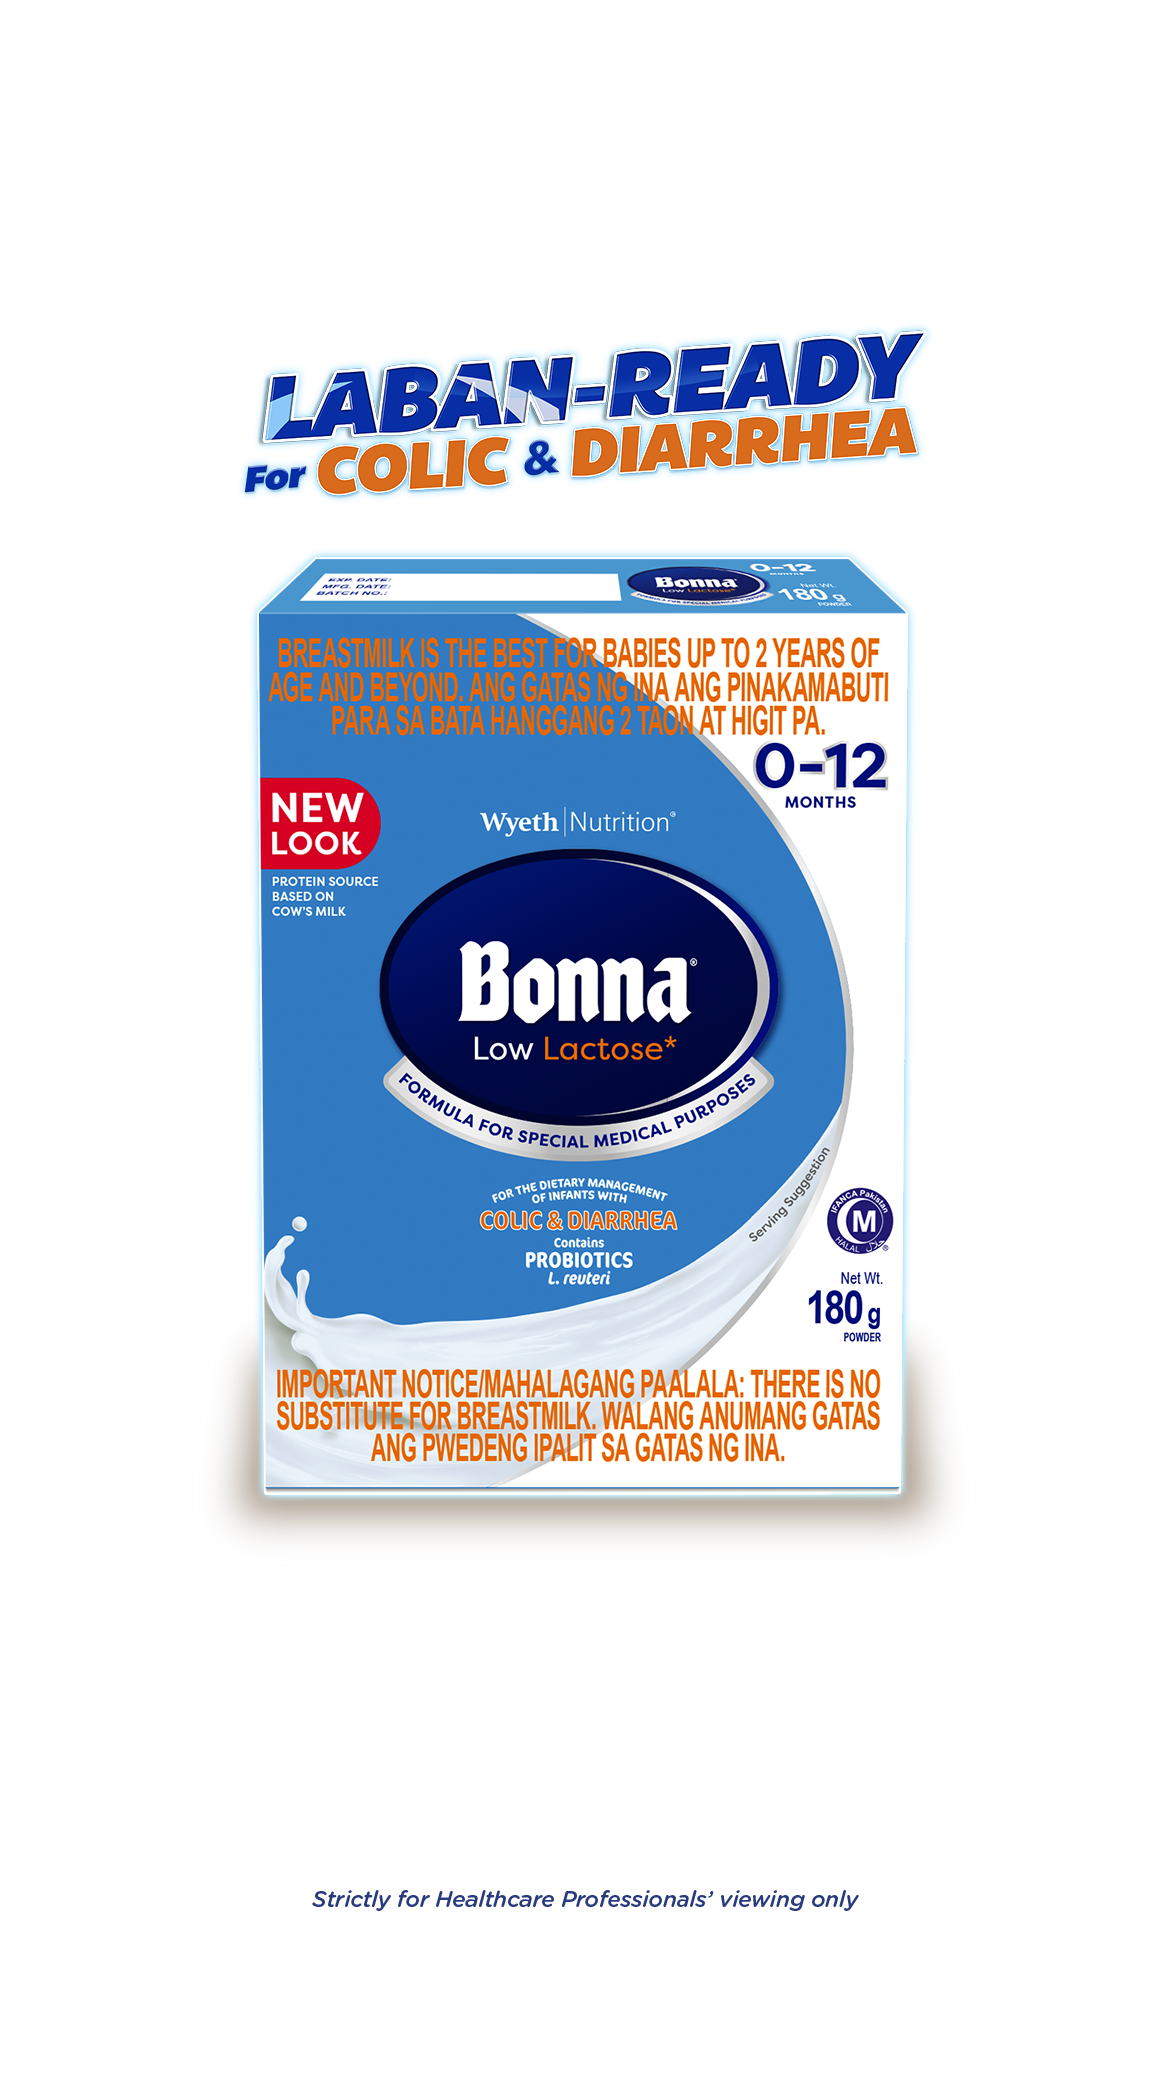 LABAN-READY
For COLIC & DIARRHEA
EXP. DATE:
MFG. DATE:
BATCH NO.:
Bonna
Low Lactose*
FORMULA FOR SPECIAL MEDICAL PURPOSES
0-12
MONTHS
Net Wt.
180 g
POWDER
BREASTMILK IS THE BEST FOR BABIES UP TO 2 YEARS OF
AGE AND BEYOND. ANG GATAS NG INA ANG PINAKAMABUTI
PARA SA BATA HANGGANG 2 TAON AT HIGIT PA.
0-12
MONTHS
NEW
LOOK
PROTEIN SOURCE
BASED ON
COW'S MILK
Wyeth | Nutrition®
Bonna®
Low Lactose*
FORMULA FOR SPECIAL MEDICAL PURPOSES
FOR THE DIETARY MANAGEMENT
OF INFANTS WITH
COLIC & DIARRHEA
Contains
PROBIOTICS
L. reuteri
Serving Suggestion
IFANCA Pakistan
M
HALAL حلال ®
Net Wt.
180 g
POWDER
IMPORTANT NOTICE/MAHALAGANG PAALALA: THERE IS NO
SUBSTITUTE FOR BREASTMILK. WALANG ANUMANG GATAS
ANG PWEDENG IPALIT SA GATAS NG INA.
Strictly for Healthcare Professionals' viewing only